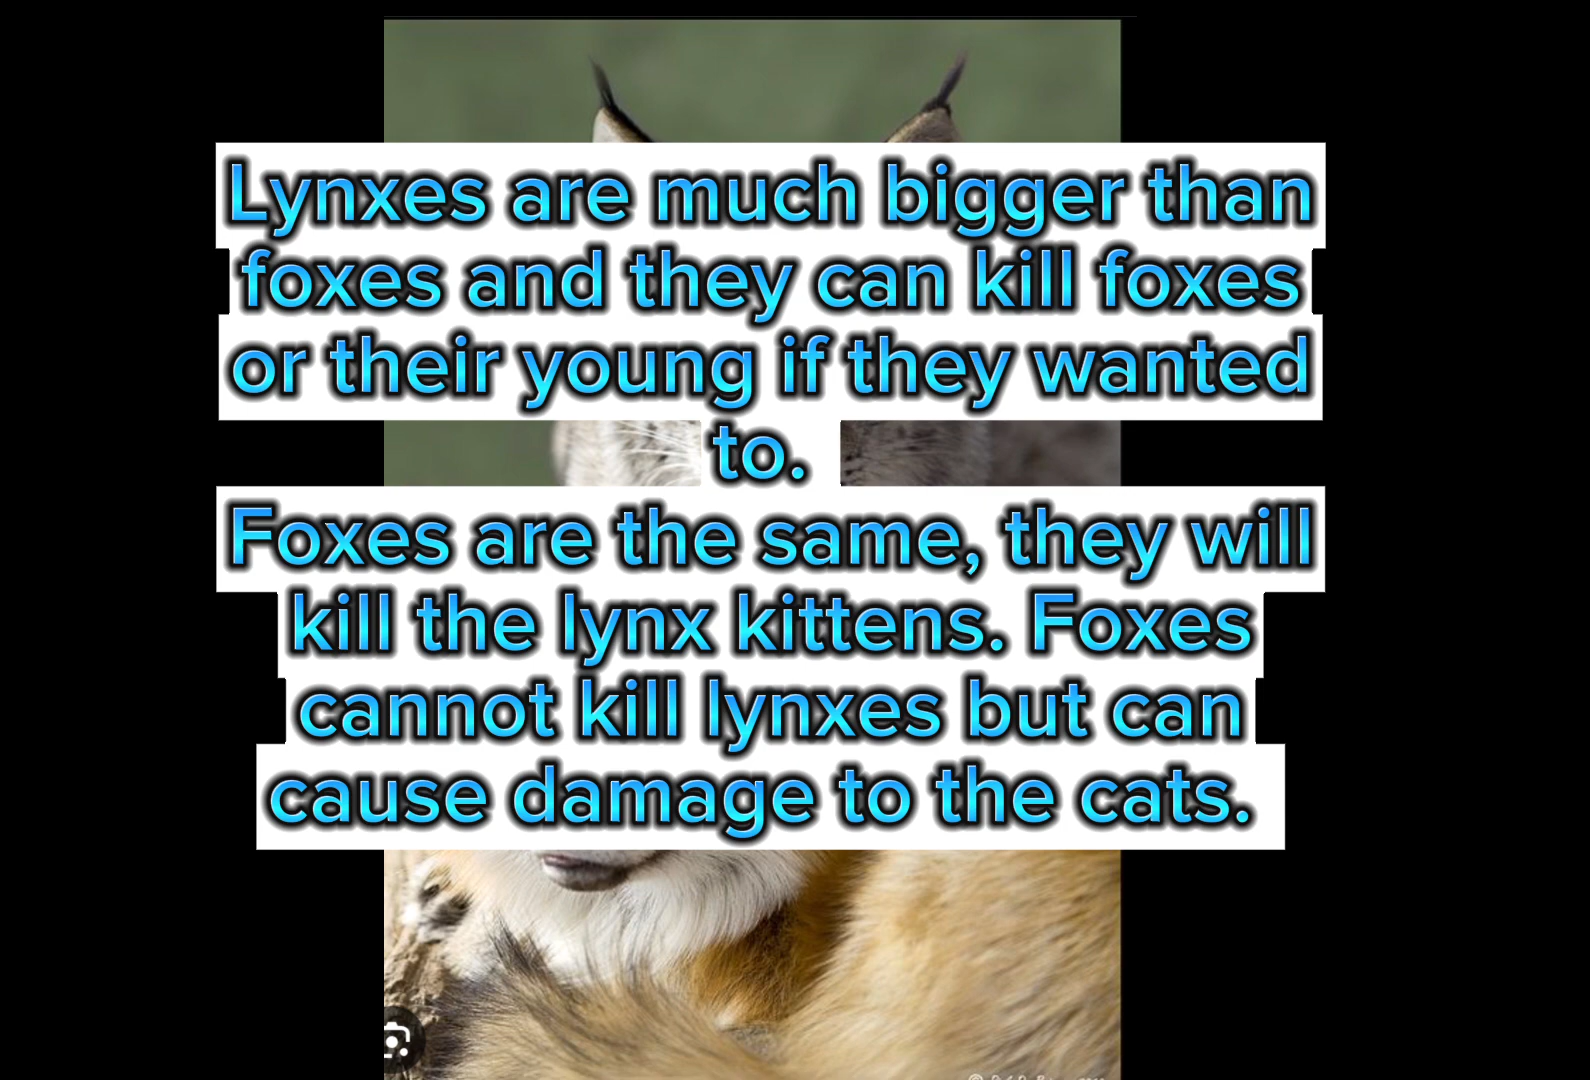 Lynxes are much bigger than
foxes and they can kill foxes
or their young if they wanted
to.
Foxes are the same, they will
kill the lynx kittens. Foxes
cannot kill lynxes but can
cause damage to the cats.